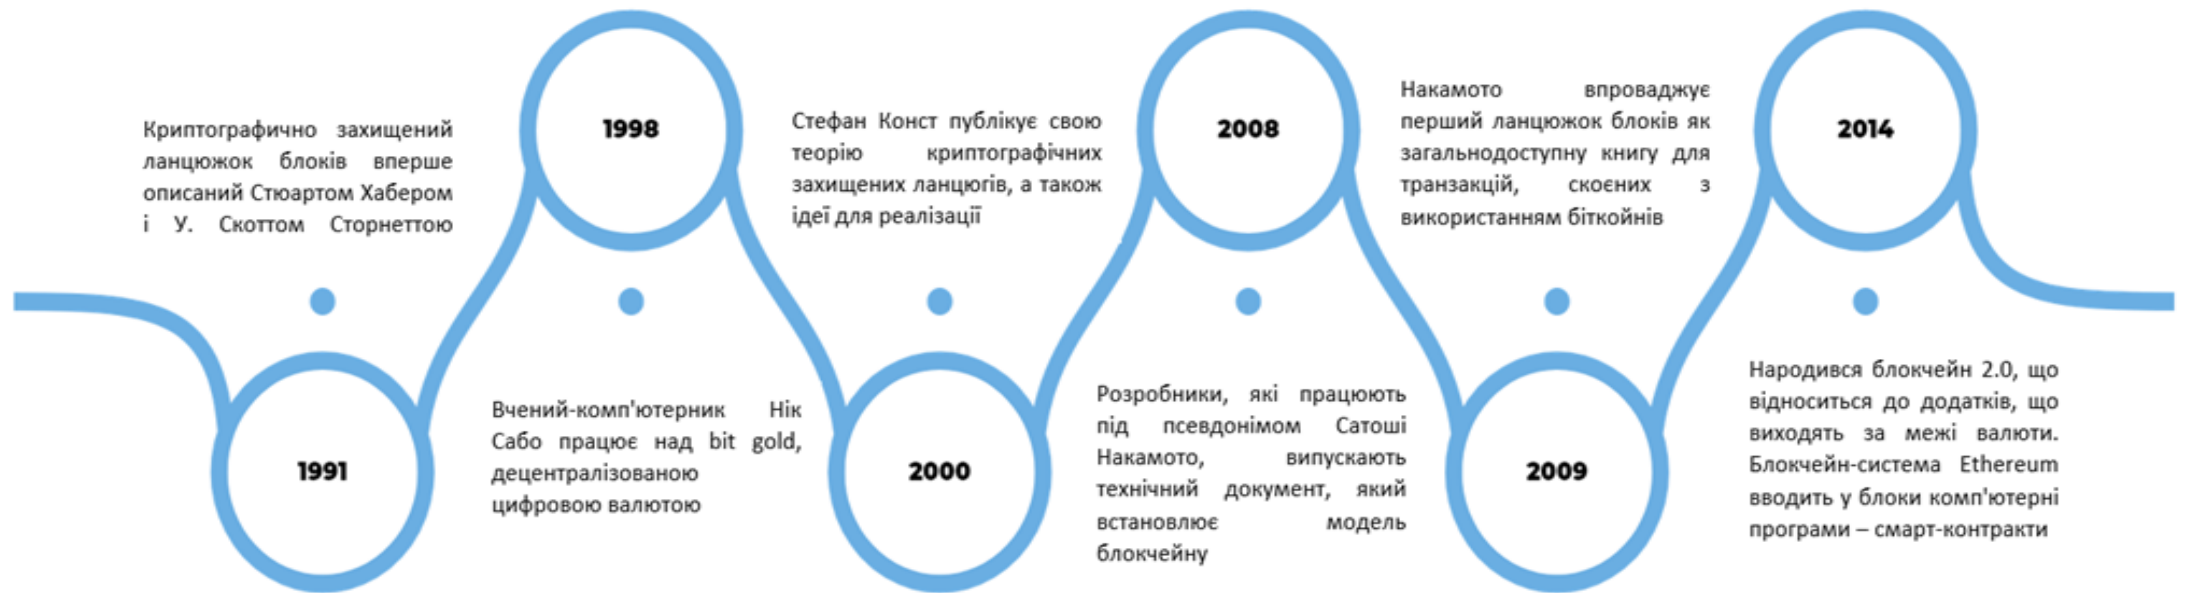 Криптографично захищений
ланцюжок блоків вперше
описаний Стюартом Хабером
і У. Скоттом Сторнеттою
1991
1998
Вчений-комп'ютерник Нік
Сабо працює над bit gold,
децентралізованою
цифровою валютою
Стефан Конст публікує свою
теорію криптографічних
захищених ланцюгів, а також
ідеї для реалізації
2000
2008
Розробники, які працюють
під псевдонімом Сатоші
Накамото, випускають
технічний документ, який
встановлює модель
блокчейну
Накамото впроваджує
перший ланцюжок блоків як
загальнодоступну книгу для
транзакцій, скоєних з
використанням біткойнів
2009
2014
Народився блокчейн 2.0, що
відноситься до додатків, що
виходять за межі валюти.
Блокчейн-система Ethereum
вводить у блоки комп'ютерні
програми – смарт-контракти